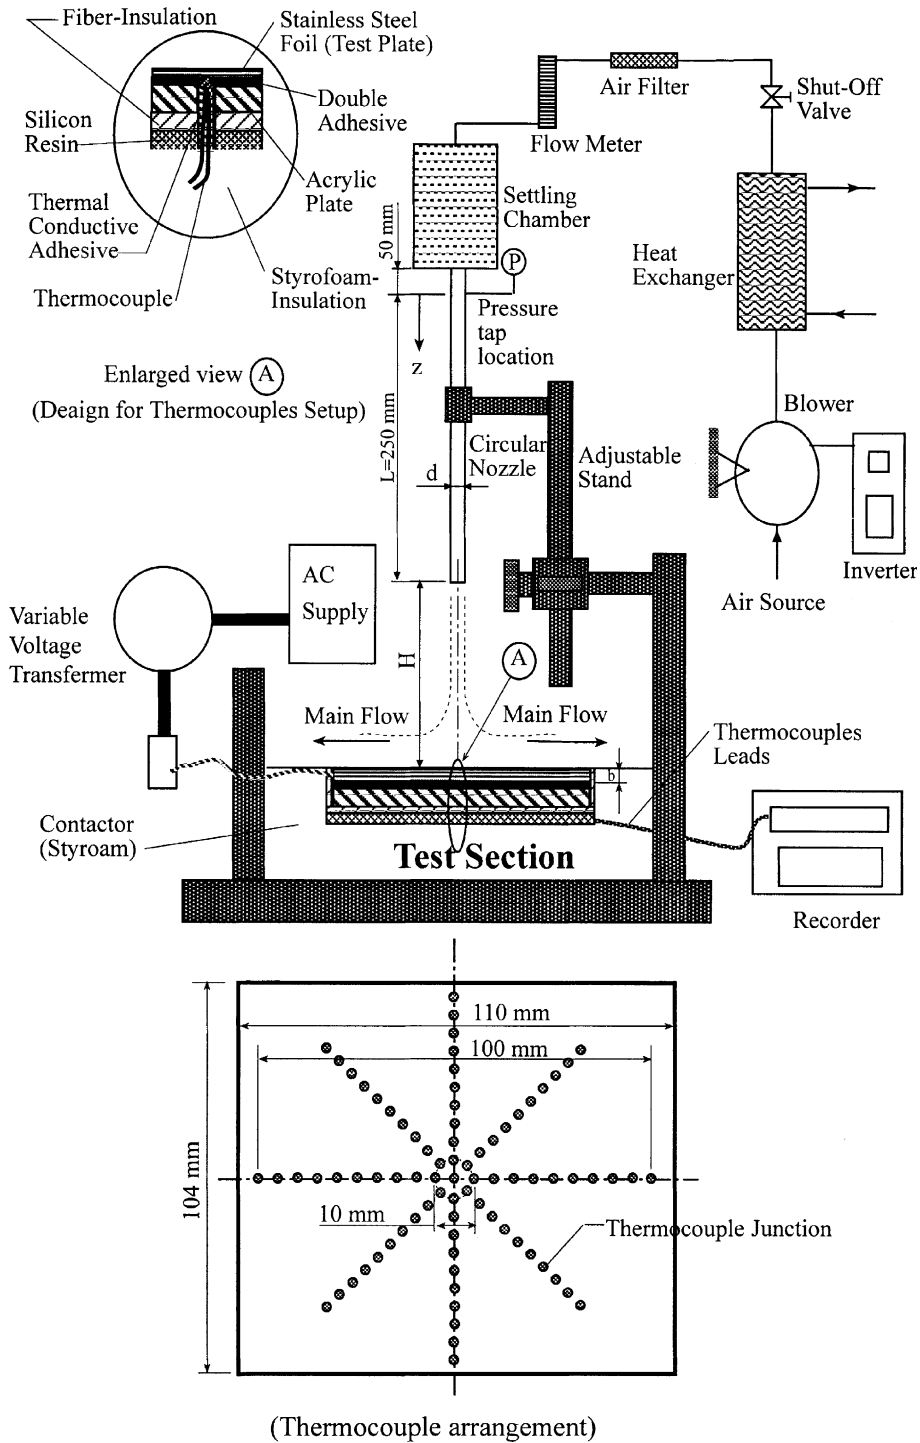 Fiber-Insulation
Stainless Steel
Foil (Test Plate)
Double
Adhesive
Silicon
Resin
Acrylic
Plate
Thermal
Conductive
Adhesive
Thermocouple
Styrofoam-
Insulation
Enlarged view A
(Deaign for Thermocouples Setup)
Air Filter
Shut-Off
Valve
Flow Meter
Settling
Chamber
50 mm
P
Pressure
tap
location
z
Heat
Exchanger
Blower
L=250 mm
Circular
Nozzle
d
Adjustable
Stand
Inverter
Air Source
AC
Supply
Variable
Voltage
Transfermer
H
A
Main Flow
Main Flow
Thermocouples
Leads
b
Contactor
(Styroam)
Test Section
Recorder
110 mm
100 mm
104 mm
10 mm
Thermocouple Junction
(Thermocouple arrangement)